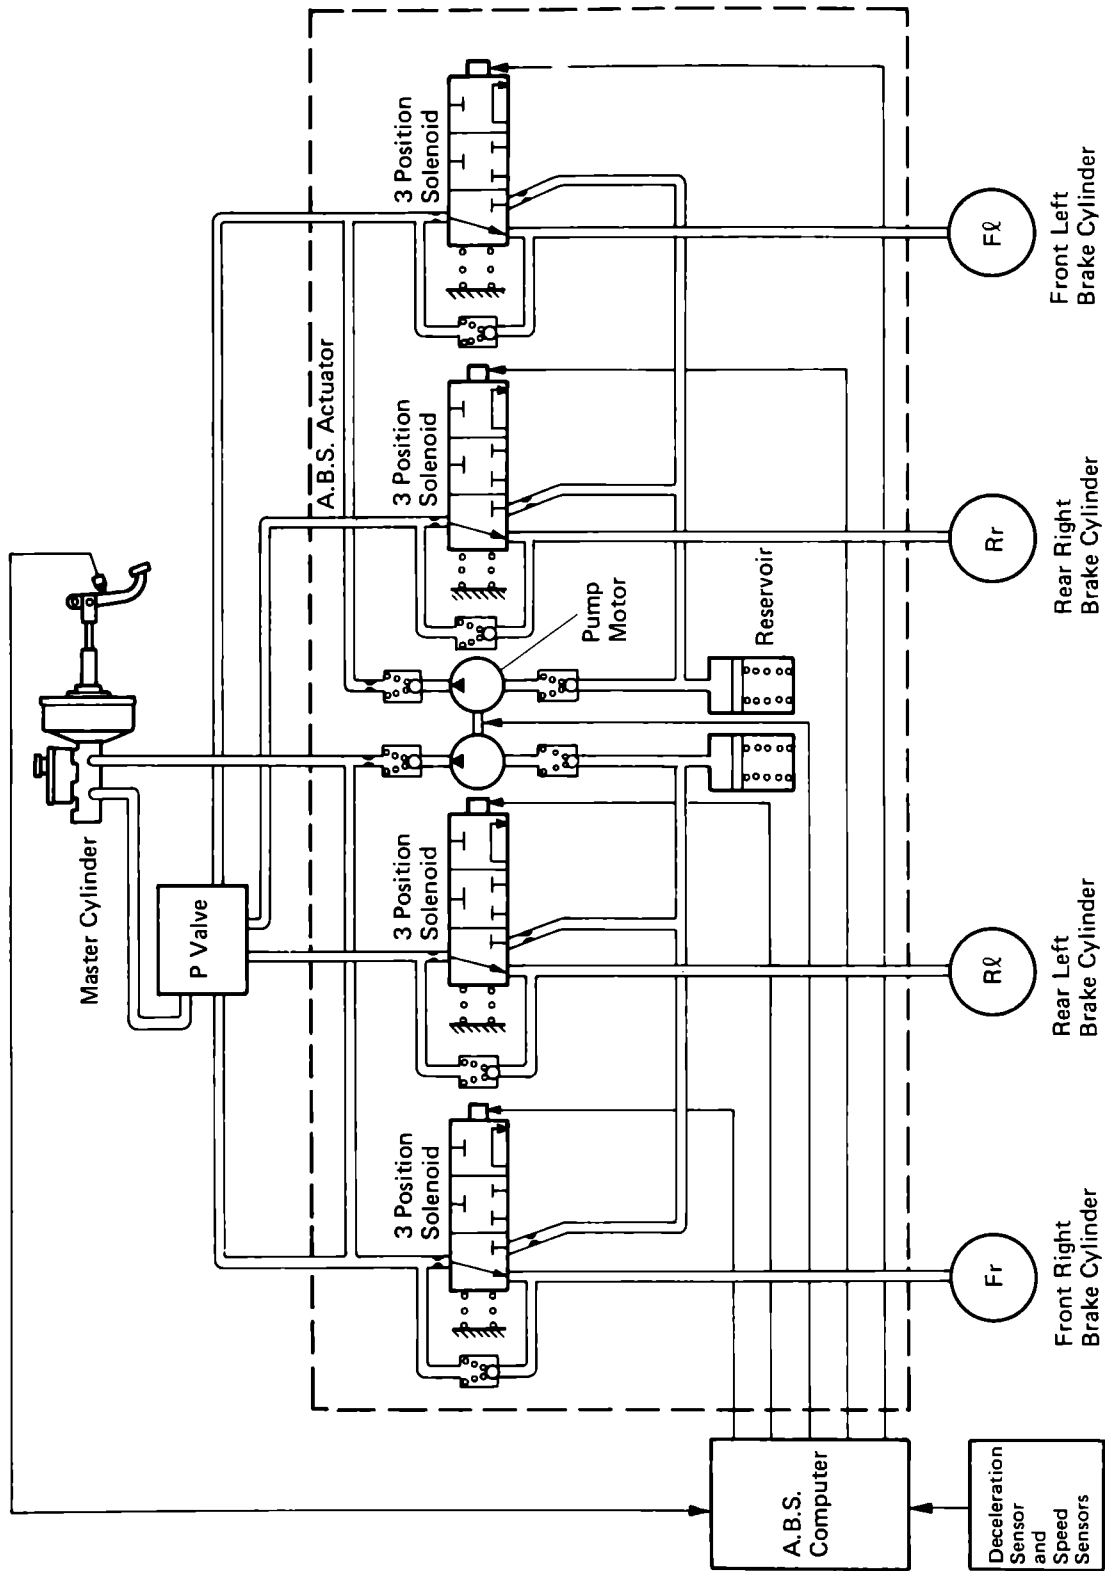 Master Cylinder
P Valve
A.B.S. Actuator
3 Position
Solenoid
3 Position
Solenoid
3 Position
Solenoid
3 Position
Solenoid
Pump
Motor
Reservoir
A.B.S.
Computer
Deceleration
Sensor
and
Speed
Sensors
Fr
Front Right
Brake Cylinder
Rℓ
Rear Left
Brake Cylinder
Rr
Rear Right
Brake Cylinder
Fℓ
Front Left
Brake Cylinder